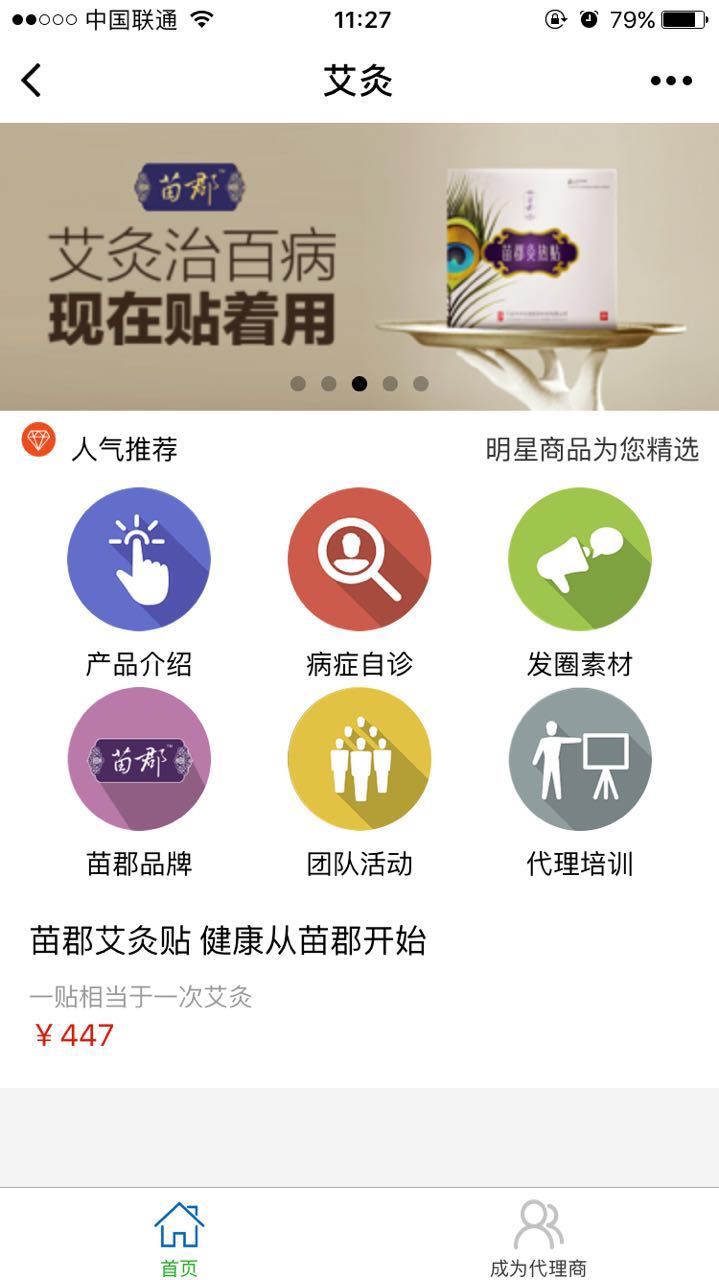 中国联通
11:27
79%
艾灸
苗郡
艾灸治百病
现在贴着用
苗郡灸热贴
人气推荐
明星商品为您精选
产品介绍
病症自诊
发圈素材
苗郡
苗郡品牌
团队活动
代理培训
苗郡艾灸贴 健康从苗郡开始
一贴相当于一次艾灸
￥447
首页
成为代理商